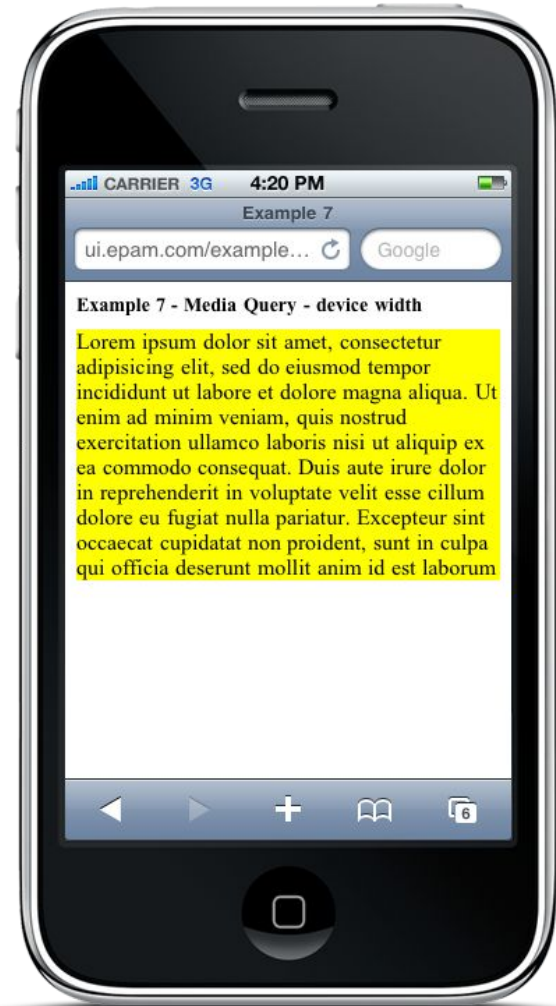 CARRIER 3G 4:20 PM
Example 7
ui.epam.com/example... Google
Example 7 - Media Query - device width
Lorem ipsum dolor sit amet, consectetur
adipisicing elit, sed do eiusmod tempor
incididunt ut labore et dolore magna aliqua. Ut
enim ad minim veniam, quis nostrud
exercitation ullamco laboris nisi ut aliquip ex
ea commodo consequat. Duis aute irure dolor
in reprehenderit in voluptate velit esse cillum
dolore eu fugiat nulla pariatur. Excepteur sint
occaecat cupidatat non proident, sunt in culpa
qui officia deserunt mollit anim id est laborum
6